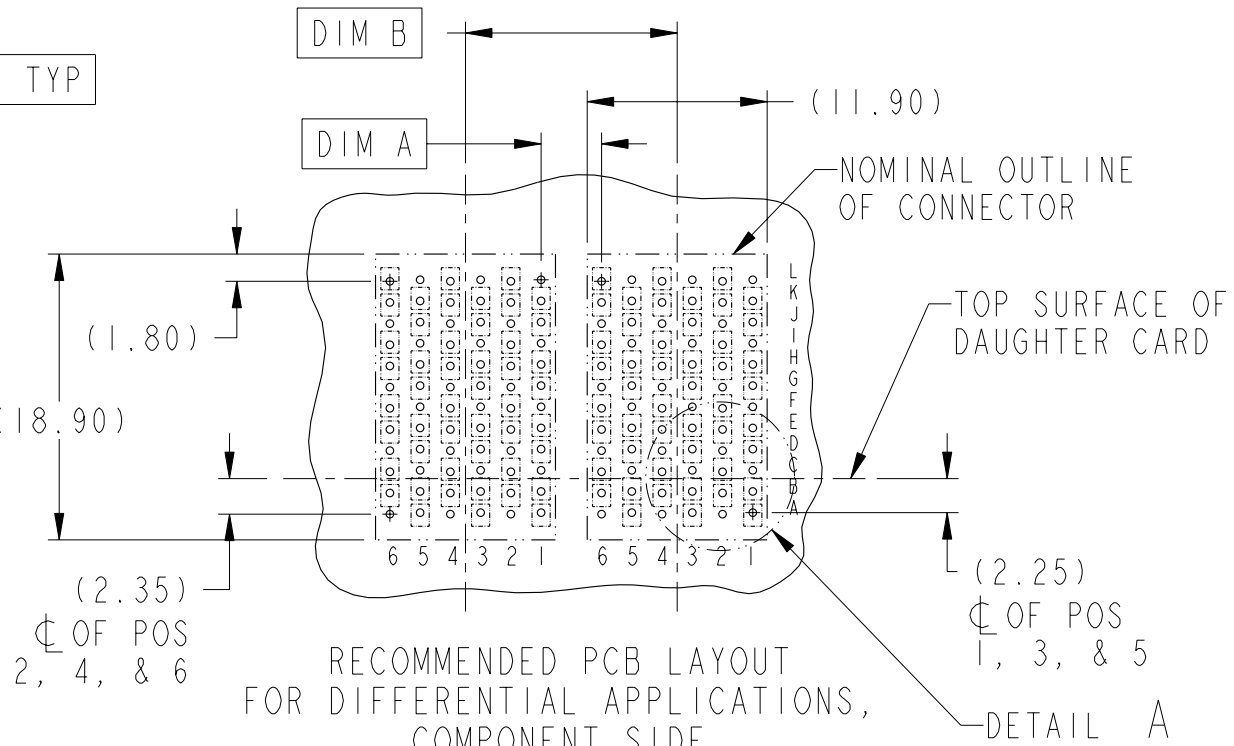 DIM B
TYP
(11.90)
DIM A
NOMINAL OUTLINE
OF CONNECTOR
L
K
J
I
H
G
F
E
D
C
B
A
TOP SURFACE OF
DAUGHTER CARD
(1.80)
(18.90)
6 5 4 3 2 1
6 5 4 3 2 1
(2.35)
℄ OF POS
2, 4, & 6
(2.25)
℄ OF POS
1, 3, & 5
RECOMMENDED PCB LAYOUT
FOR DIFFERENTIAL APPLICATIONS,
COMPONENT SIDE
DETAIL A